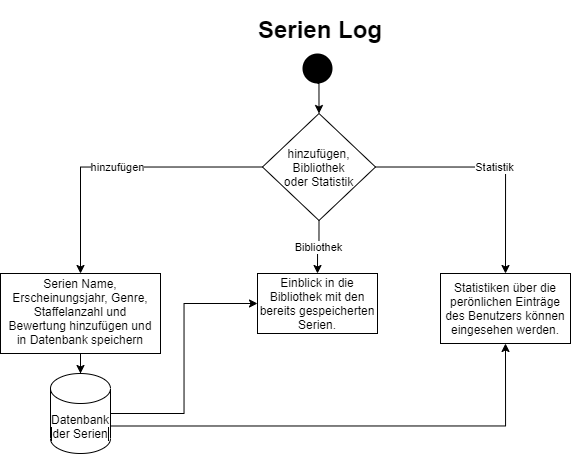 Serien Log
hinzufügen,
Bibliothek
oder Statistik
hinzufügen
Statistik
Bibliothek
Serien Name,
Erscheinungsjahr, Genre,
Staffelanzahl und
Bewertung hinzufügen und
in Datenbank speichern
Einblick in die
Bibliothek mit den
bereits gespeicherten
Serien.
Statistiken über die
perönlichen Einträge
des Benutzers können
eingesehen werden.
Datenbank
der Serien